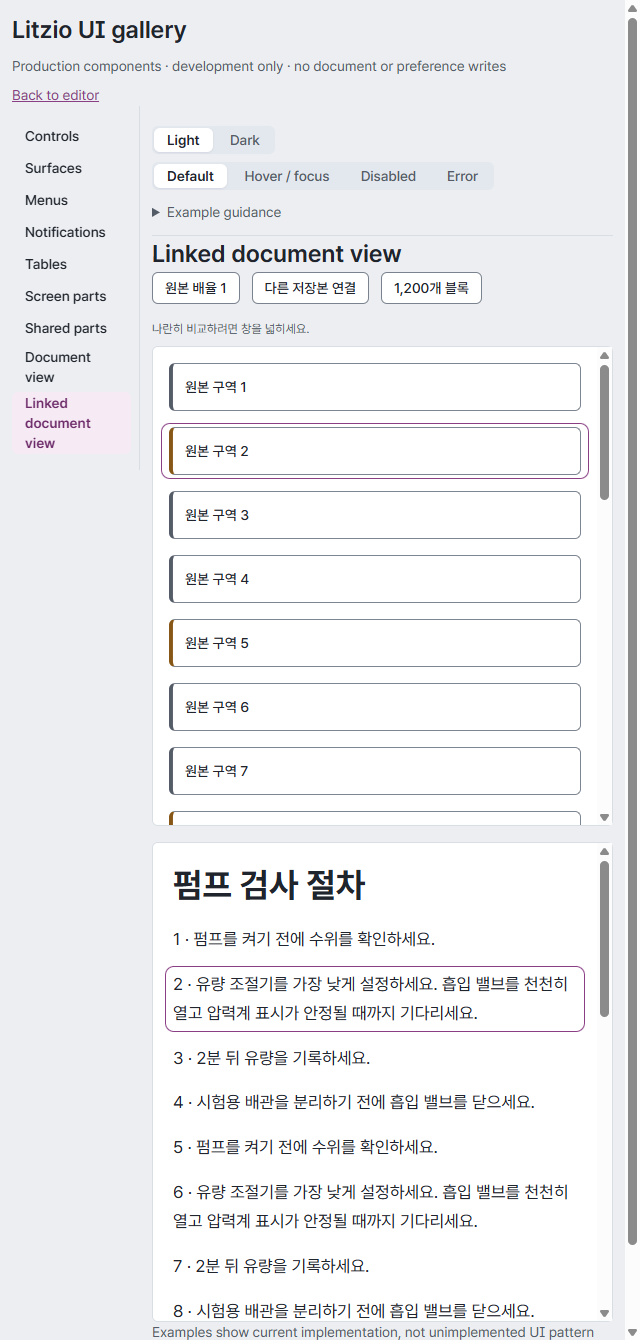 Litzio UI gallery
Production components · development only · no document or preference writes
Back to editor
Controls
Surfaces
Menus
Notifications
Tables
Screen parts
Shared parts
Document
view
Linked
document
view
Light
Dark
Default
Hover / focus
Disabled
Error
Example guidance
Linked document view
원본 배율 1
다른 저장본 연결
1,200개 블록
나란히 비교하려면 창을 넓히세요.
원본 구역 1
원본 구역 2
원본 구역 3
원본 구역 4
원본 구역 5
원본 구역 6
원본 구역 7
펌프 검사 절차
1 · 펌프를 켜기 전에 수위를 확인하세요.
2 · 유량 조절기를 가장 낮게 설정하세요. 흡입 밸브를 천천히
열고 압력계 표시가 안정될 때까지 기다리세요.
3 · 2분 뒤 유량을 기록하세요.
4 · 시험용 배관을 분리하기 전에 흡입 밸브를 닫으세요.
5 · 펌프를 켜기 전에 수위를 확인하세요.
6 · 유량 조절기를 가장 낮게 설정하세요. 흡입 밸브를 천천히
열고 압력계 표시가 안정될 때까지 기다리세요.
7 · 2분 뒤 유량을 기록하세요.
8 · 시험용 배관을 분리하기 전에 흡입 밸브를 닫으세요.
Examples show current implementation, not unimplemented UI pattern